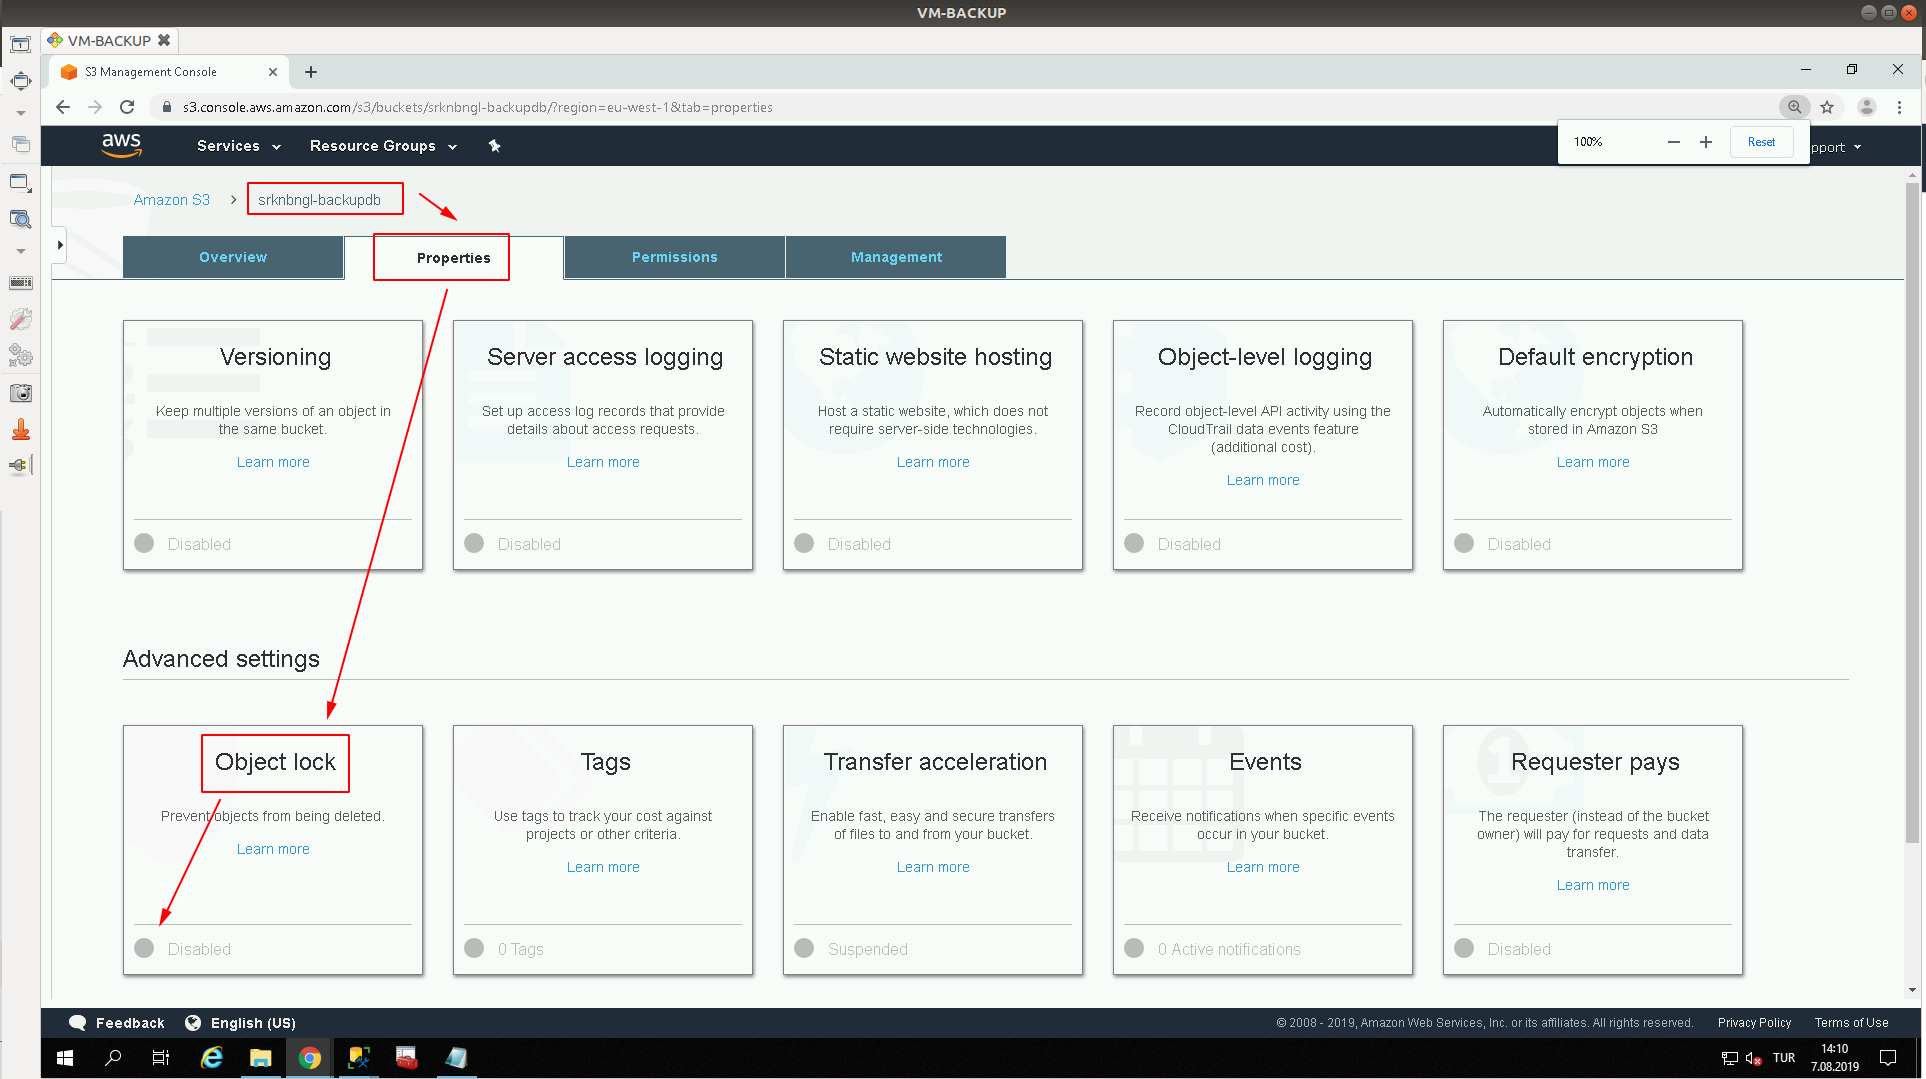 VM-BACKUP
VM-BACKUP
S3 Management Console
s3.console.aws.amazon.com/s3/buckets/srknbngl-backupdb/?region=eu-west-1&tab=properties
aws
Services
Resource Groups
100%
Reset
pport
Amazon S3
srknbngl-backupdb
Overview
Properties
Permissions
Management
Versioning
Keep multiple versions of an object in
the same bucket.
Learn more
Disabled
Server access logging
Set up access log records that provide
details about access requests.
Learn more
Disabled
Static website hosting
Host a static website, which does not
require server-side technologies.
Learn more
Disabled
Object-level logging
Record object-level API activity using the
CloudTrail data events feature
(additional cost).
Learn more
Disabled
Default encryption
Automatically encrypt objects when
stored in Amazon S3
Learn more
Disabled
Advanced settings
Object lock
Prevent objects from being deleted.
Learn more
Disabled
Tags
Use tags to track your cost against
projects or other criteria.
Learn more
0 Tags
Transfer acceleration
Enable fast, easy and secure transfers
of files to and from your bucket.
Learn more
Suspended
Events
Receive notifications when specific events
occur in your bucket.
Learn more
0 Active notifications
Requester pays
The requester (instead of the bucket
owner) will pay for requests and data
transfer.
Learn more
Disabled
Feedback
English (US)
© 2008 - 2019, Amazon Web Services, Inc. or its affiliates. All rights reserved.
Privacy Policy
Terms of Use
TUR
14:10
7.08.2019